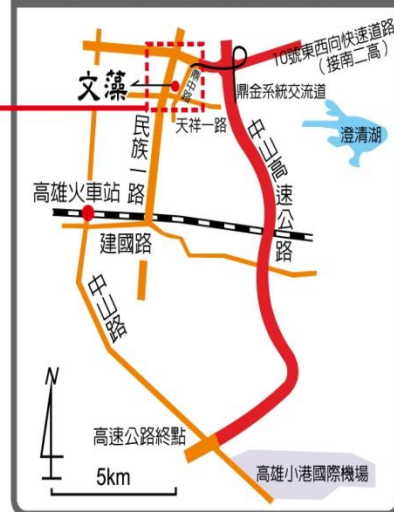 10號東西向快速道路
(接南二高)
鼎金系統交流道
文藻
天祥一路
民族一路
中山高速公路
澄清湖
高雄火車站
建國路
中山路
N
高速公路終點
5km
高雄小港國際機場